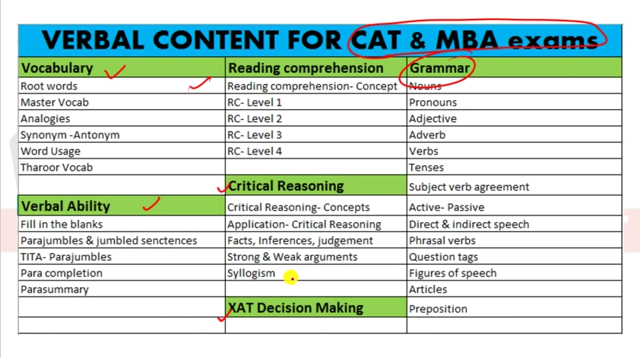 VERBAL CONTENT FOR CAT & MBA exams
Vocabulary Reading comprehension Grammar
Root words Reading comprehension- Concept Nouns
Master Vocab RC- Level 1 Pronouns
Analogies RC- Level 2 Adjective
Synonym -Antonym RC- Level 3 Adverb
Word Usage RC- Level 4 Verbs
Tharoor Vocab Tenses
Critical Reasoning Subject verb agreement
Verbal Ability Critical Reasoning- Concepts Active- Passive
Fill in the blanks Application- Critical Reasoning Direct & indirect speech
Parajumbles & jumbled senctences Facts, Inferences, judgement Phrasal verbs
TITA- Parajumbles Strong & Weak arguments Question tags
Para completion Syllogism Figures of speech
Parasummary Articles
XAT Decision Making Preposition